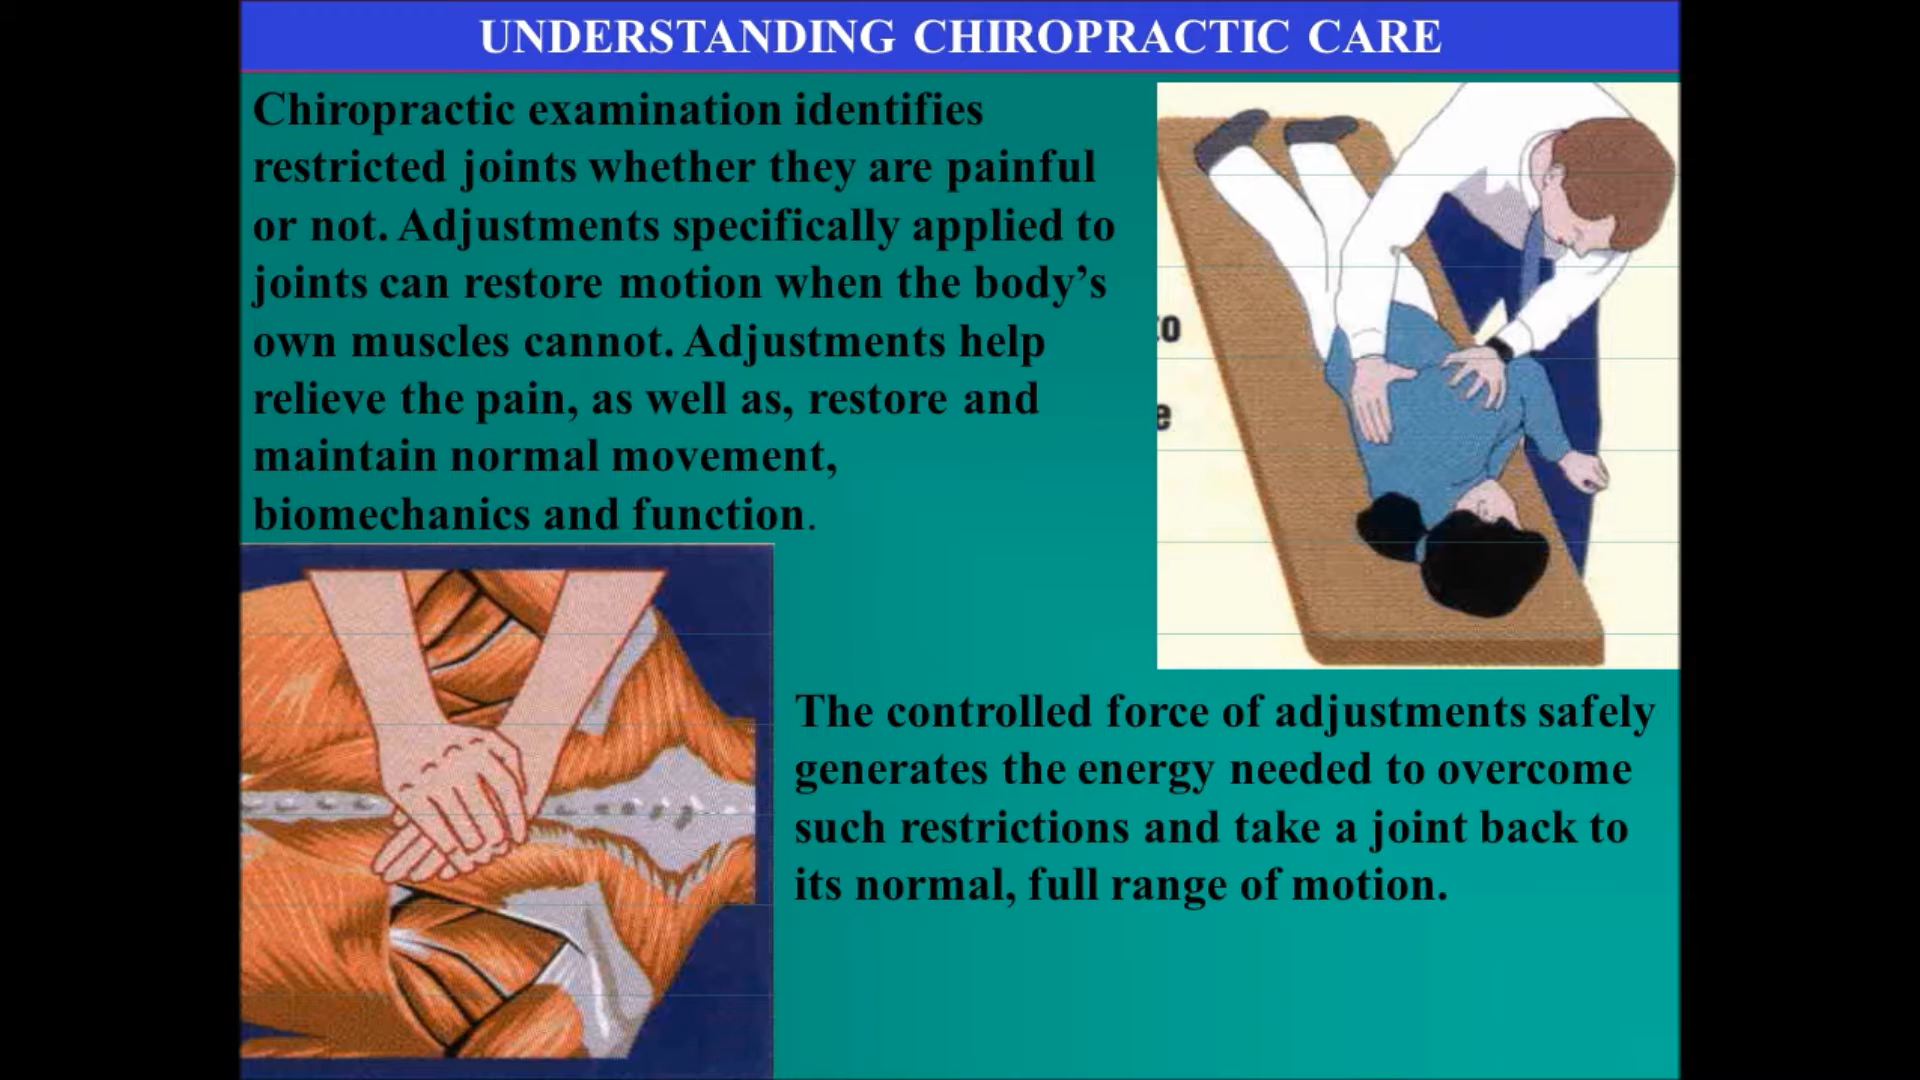 UNDERSTANDING CHIROPRACTIC CARE
Chiropractic examination identifies
restricted joints whether they are painful
or not. Adjustments specifically applied to
joints can restore motion when the body’s
own muscles cannot. Adjustments help
relieve the pain, as well as, restore and
maintain normal movement,
biomechanics and function.
to
e
The controlled force of adjustments safely
generates the energy needed to overcome
such restrictions and take a joint back to
its normal, full range of motion.